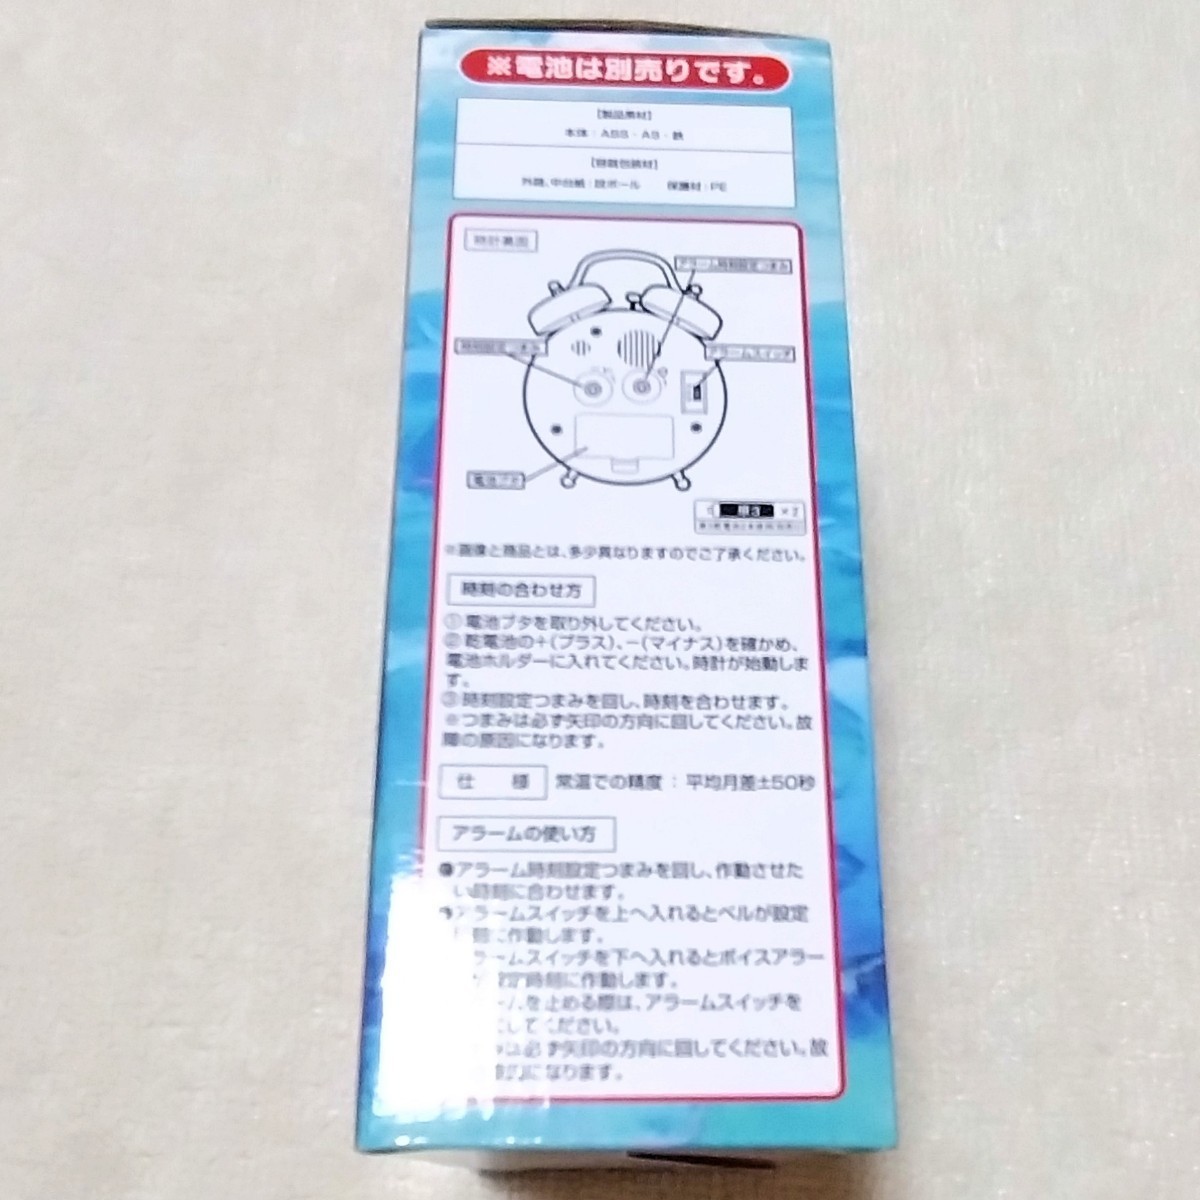 ※電池は別売りです。
【製品素材】
本体：ABS・AS・鉄
【容器包装材】
外箱、中台紙：段ボール　保護材：PE
時計裏面
アラーム時刻設定つまみ
時刻設定つまみ
アラームスイッチ
電池ブタ
単3 ×2
※画像と商品とは、多少異なりますのでご了承ください。
時刻の合わせ方
①電池ブタを取り外してください。
②乾電池の＋(プラス)、−(マイナス)を確かめ、
電池ホルダーに入れてください。時計が始動しま
す。
③時刻設定つまみを回し、時刻を合わせます。
※つまみは必ず矢印の方向に回してください。故
障の原因になります。
仕　様　常温での精度：平均月差±50秒
アラームの使い方
アラーム時刻設定つまみを回し、作動させた
い時刻に合わせます。
アラームスイッチを上へ入れるとベルが設定
に作動します。
ラームスイッチを下へ入れるとボイスアラー
設定時刻に作動します。
ムを止める際は、アラームスイッチを
してください。
は必ず矢印の方向に回してください。故
になります。